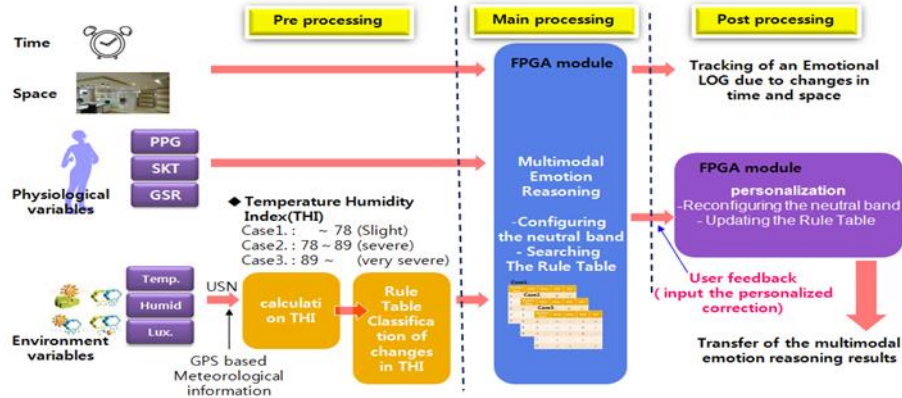 Pre processing
Main processing
Post processing
Time
Space
FPGA module
Tracking of an Emotional
LOG due to changes in
time and space
PPG
SKT
GSR
Physiological
variables
Multimodal
Emotion
Reasoning
-Configuring
the neutral band
- Searching
The Rule Table
FPGA module
personalization
-Reconfiguring the neutral band
- Updating the Rule Table
◆ Temperature Humidity
Index(THI)
Case1. : ~ 78 (Slight)
Case2. : 78 ~ 89 (severe)
Case3. : 89 ~ (very severe)
Temp.
Humid
Lux.
Environment
variables
USN
calculati
on THI
Rule
Table
Classifica
tion of
changes
in THI
GPS based
Meteorological
information
User feedback
( input the personalized
correction)
Transfer of the multimodal
emotion reasoning results